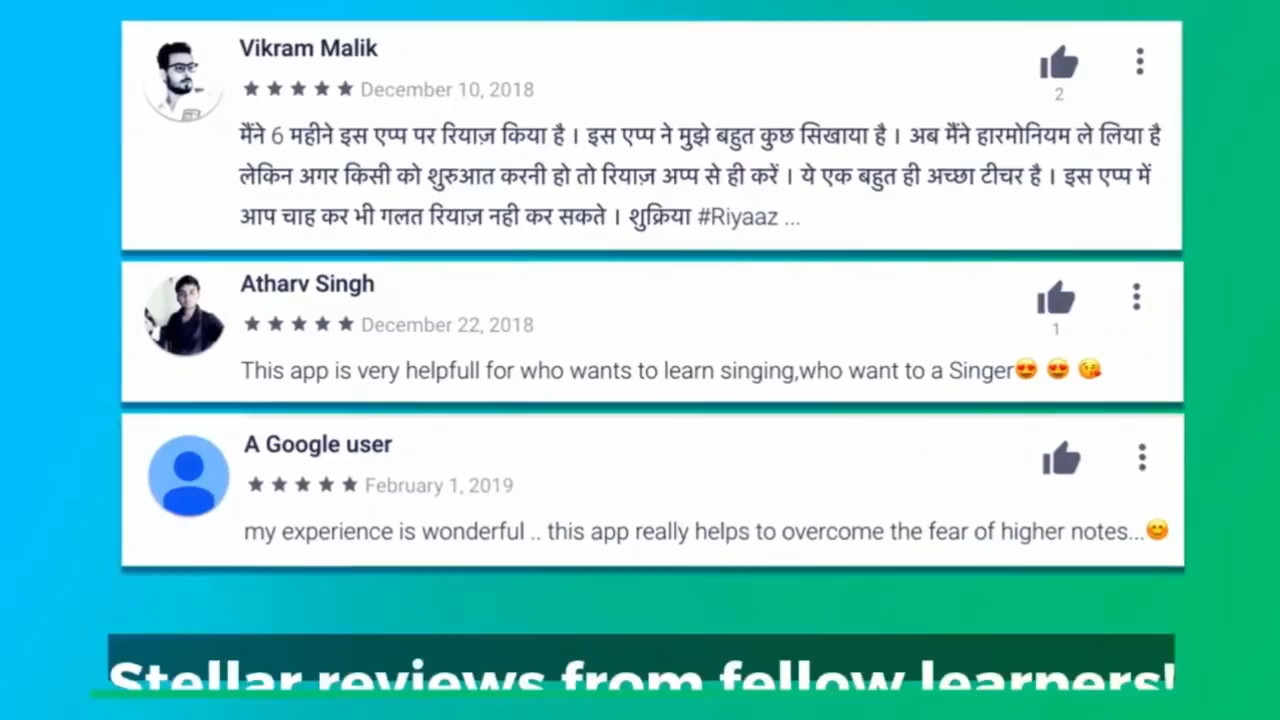 Vikram Malik
December 10, 2018
2
मैंने 6 महीने इस एप्प पर रियाज़ किया है । इस एप्प ने मुझे बहुत कुछ सिखाया है । अब मैंने हारमोनियम ले लिया है
लेकिन अगर किसी को शुरुआत करनी हो तो रियाज़ अप्प से ही करें । ये एक बहुत ही अच्छा टीचर है । इस एप्प में
आप चाह कर भी गलत रियाज़ नही कर सकते । शुक्रिया #Riyaaz ...
Atharv Singh
December 22, 2018
1
This app is very helpfull for who wants to learn singing,who want to a Singer😍 😍 😘
A Google user
February 1, 2019
my experience is wonderful .. this app really helps to overcome the fear of higher notes...😊
Stellar reviews from fellow learners!